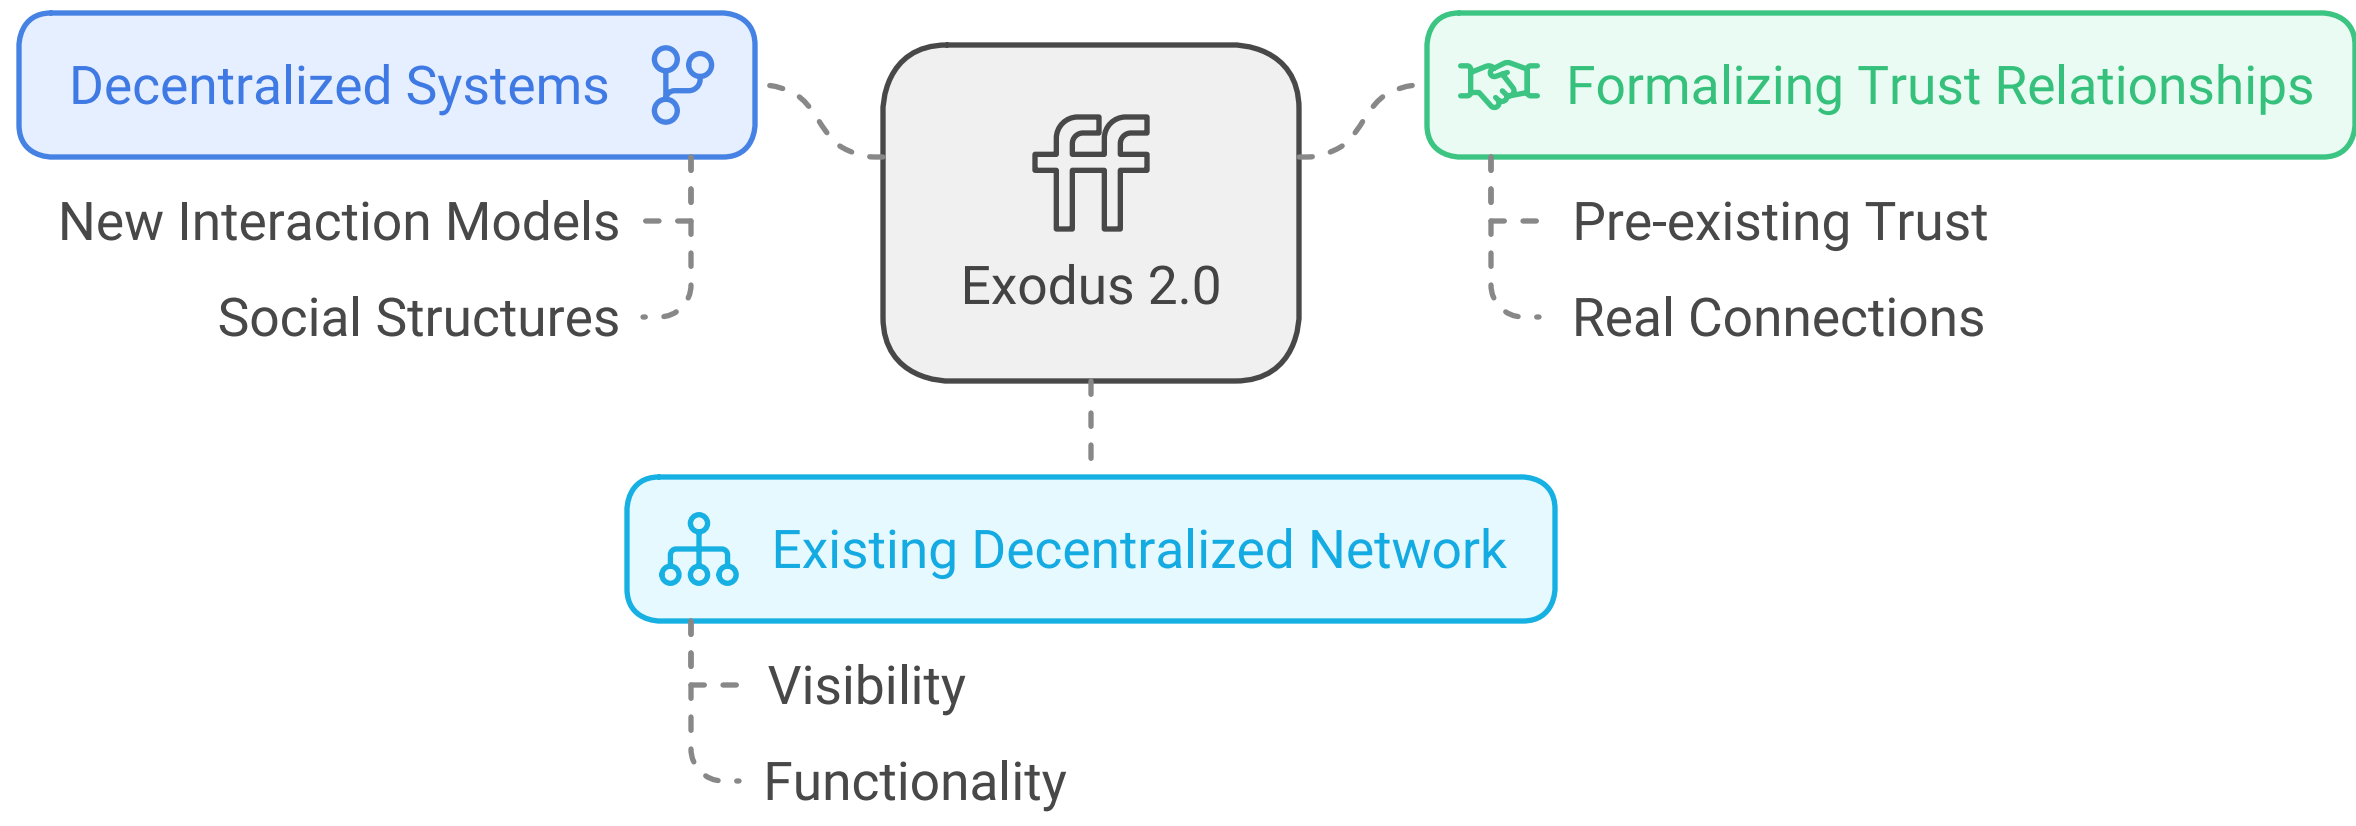 Decentralized Systems
New Interaction Models
Social Structures
ff
Exodus 2.0
Formalizing Trust Relationships
Pre-existing Trust
Real Connections
Existing Decentralized Network
Visibility
Functionality